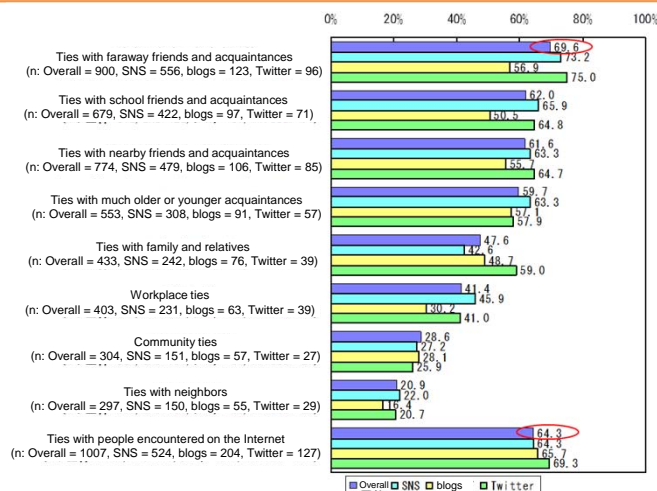 0% 20% 40% 60% 80% 100%
Ties with faraway friends and acquaintances
(n: Overall = 900, SNS = 556, blogs = 123, Twitter = 96)
69.6
73.2
56.9
75.0
Ties with school friends and acquaintances
(n: Overall = 679, SNS = 422, blogs = 97, Twitter = 71)
62.0
65.9
50.5
64.8
Ties with nearby friends and acquaintances
(n: Overall = 774, SNS = 479, blogs = 106, Twitter = 85)
61.6
63.3
55.7
64.7
Ties with much older or younger acquaintances
(n: Overall = 553, SNS = 308, blogs = 91, Twitter = 57)
59.7
63.3
57.1
57.9
Ties with family and relatives
(n: Overall = 433, SNS = 242, blogs = 76, Twitter = 39)
47.6
42.6
48.7
59.0
Workplace ties
(n: Overall = 403, SNS = 231, blogs = 63, Twitter = 39)
41.4
45.9
30.2
41.0
Community ties
(n: Overall = 304, SNS = 151, blogs = 57, Twitter = 27)
28.6
27.2
28.1
25.9
Ties with neighbors
(n: Overall = 297, SNS = 150, blogs = 55, Twitter = 29)
20.9
22.0
16.4
20.7
Ties with people encountered on the Internet
(n: Overall = 1007, SNS = 524, blogs = 204, Twitter = 127)
64.3
64.3
65.7
69.3
Overall SNS blogs Twitter